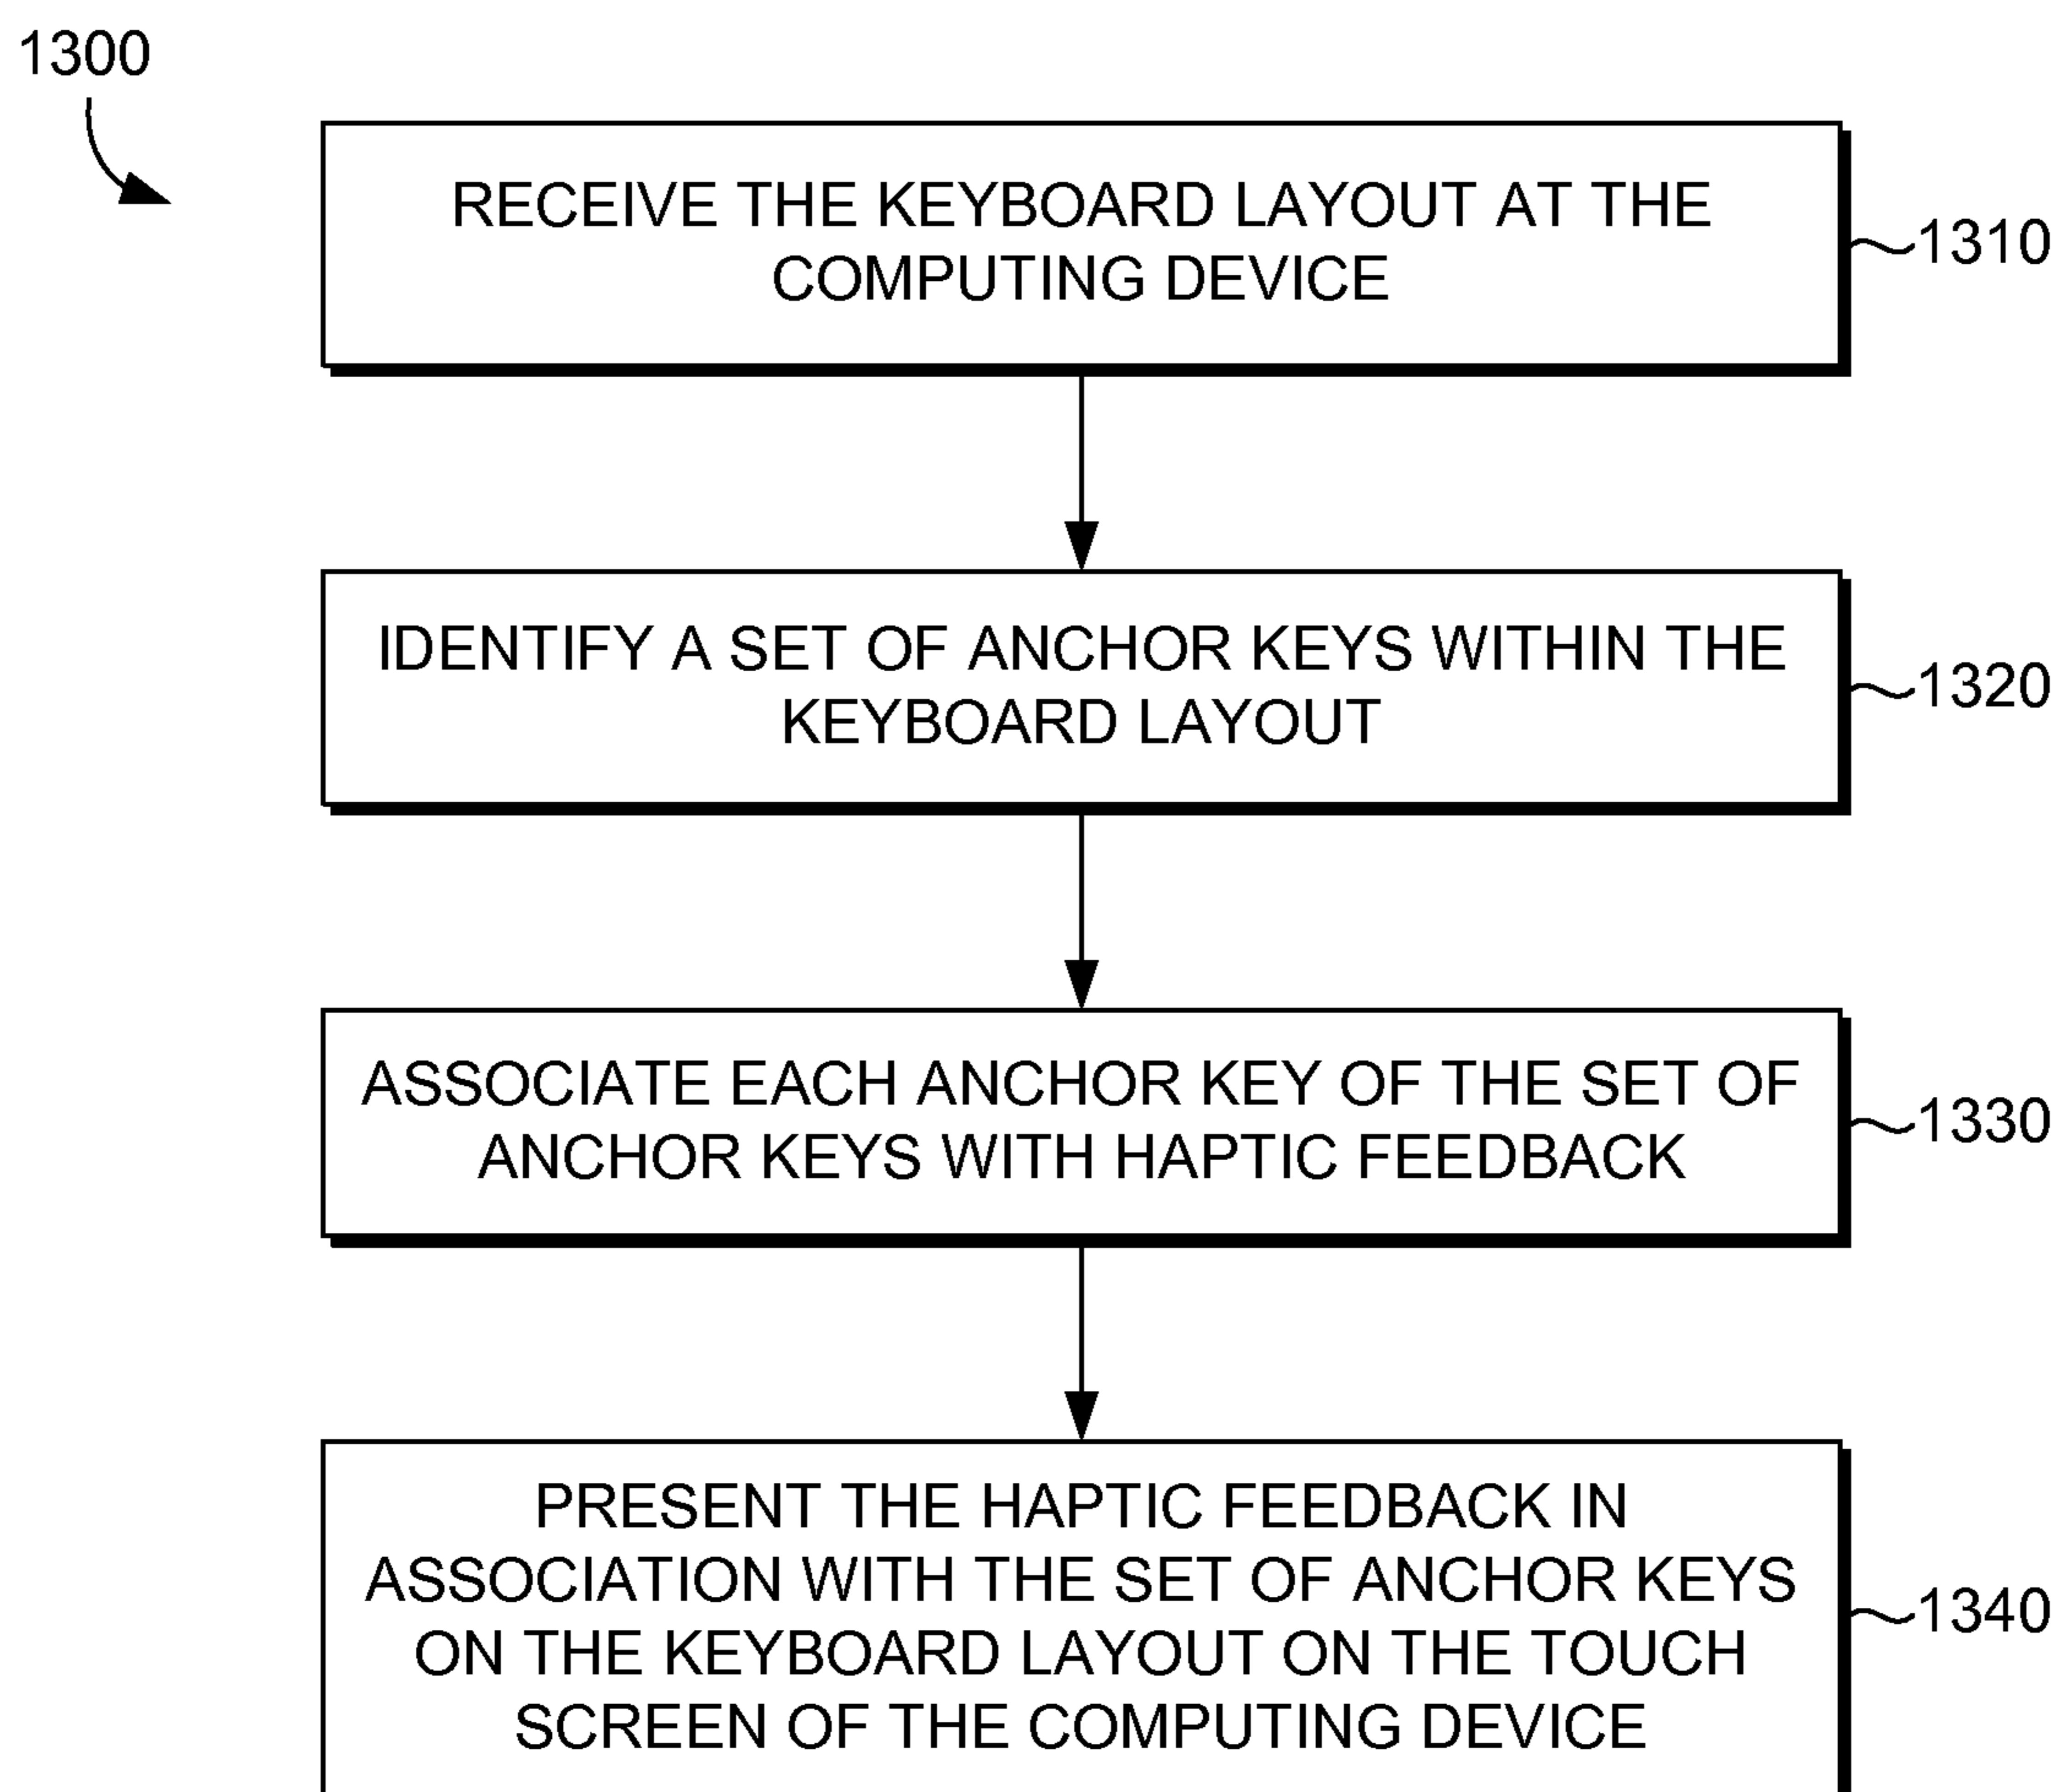 1300
RECEIVE THE KEYBOARD LAYOUT AT THE
COMPUTING DEVICE
1310
IDENTIFY A SET OF ANCHOR KEYS WITHIN THE
KEYBOARD LAYOUT
1320
ASSOCIATE EACH ANCHOR KEY OF THE SET OF
ANCHOR KEYS WITH HAPTIC FEEDBACK
1330
PRESENT THE HAPTIC FEEDBACK IN
ASSOCIATION WITH THE SET OF ANCHOR KEYS
ON THE KEYBOARD LAYOUT ON THE TOUCH
SCREEN OF THE COMPUTING DEVICE
1340